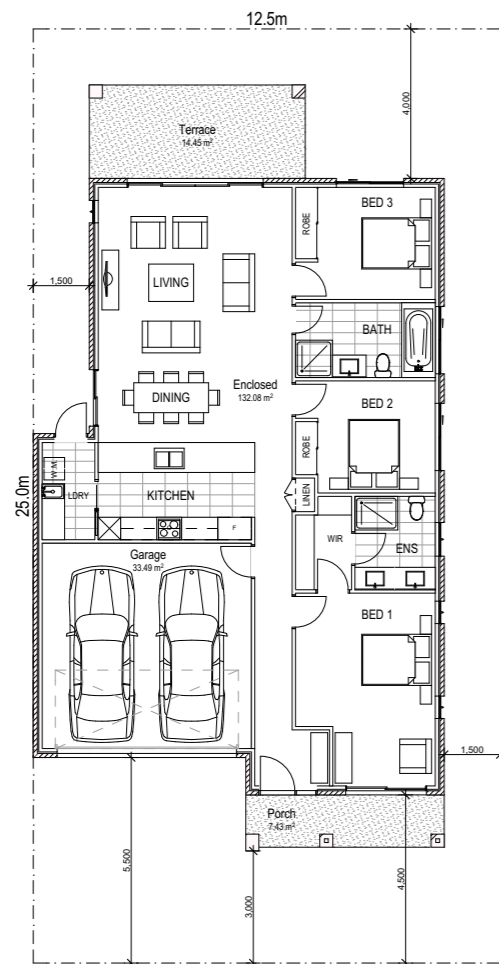 12.5m
4,000
Terrace
14.45 m²
BED 3
ROBE
1,500
LIVING
BATH
Enclosed
132.08 m²
DINING
BED 2
ROBE
25.0m
W.M.
LDRY
KITCHEN
LINEN
F
WIR
ENS
Garage
33.49 m²
BED 1
1,500
Porch
7.43 m²
5,500
3,000
4,500